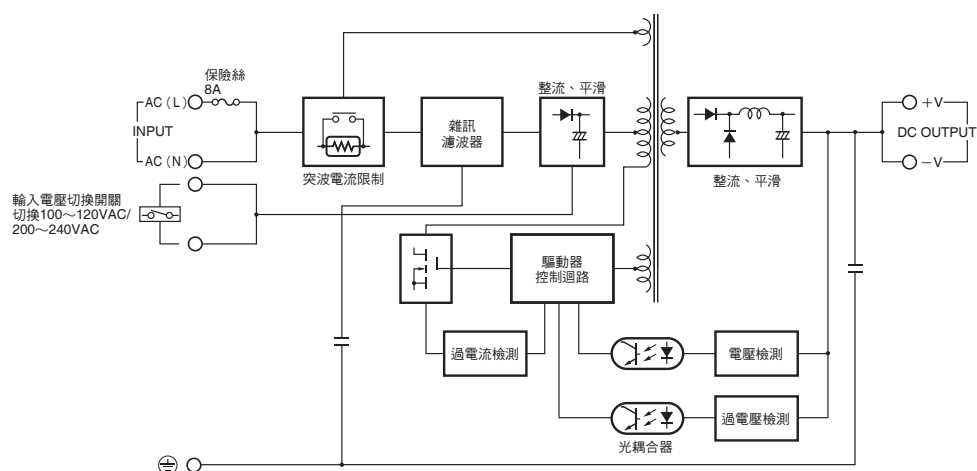 保險絲
8A
AC (L)
INPUT
AC (N)
突波電流限制
雜訊
濾波器
整流、平滑
整流、平滑
+V
DC OUTPUT
−V
輸入電壓切換開關
切換100～120VAC/
200～240VAC
驅動器
控制迴路
過電流檢測
電壓檢測
過電壓檢測
光耦合器